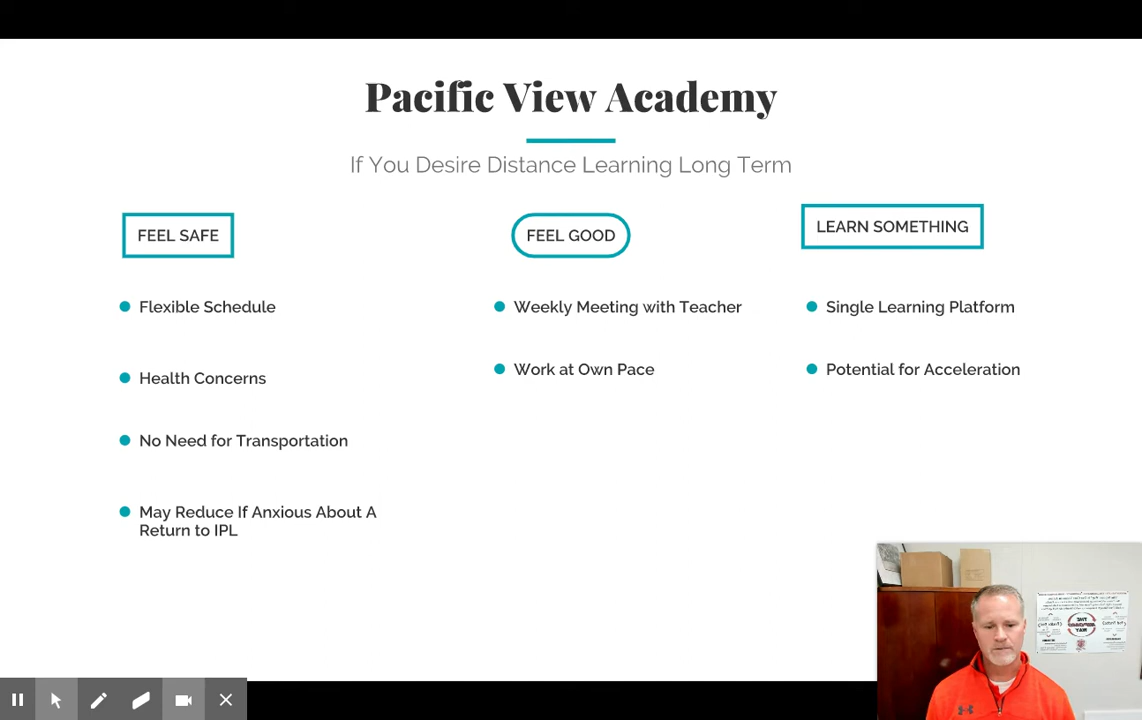 Pacific View Academy
If You Desire Distance Learning Long Term
FEEL SAFE
Flexible Schedule
Health Concerns
No Need for Transportation
May Reduce If Anxious About A
Return to IPL
FEEL GOOD
Weekly Meeting with Teacher
Work at Own Pace
LEARN SOMETHING
Single Learning Platform
Potential for Acceleration
THE
WAY